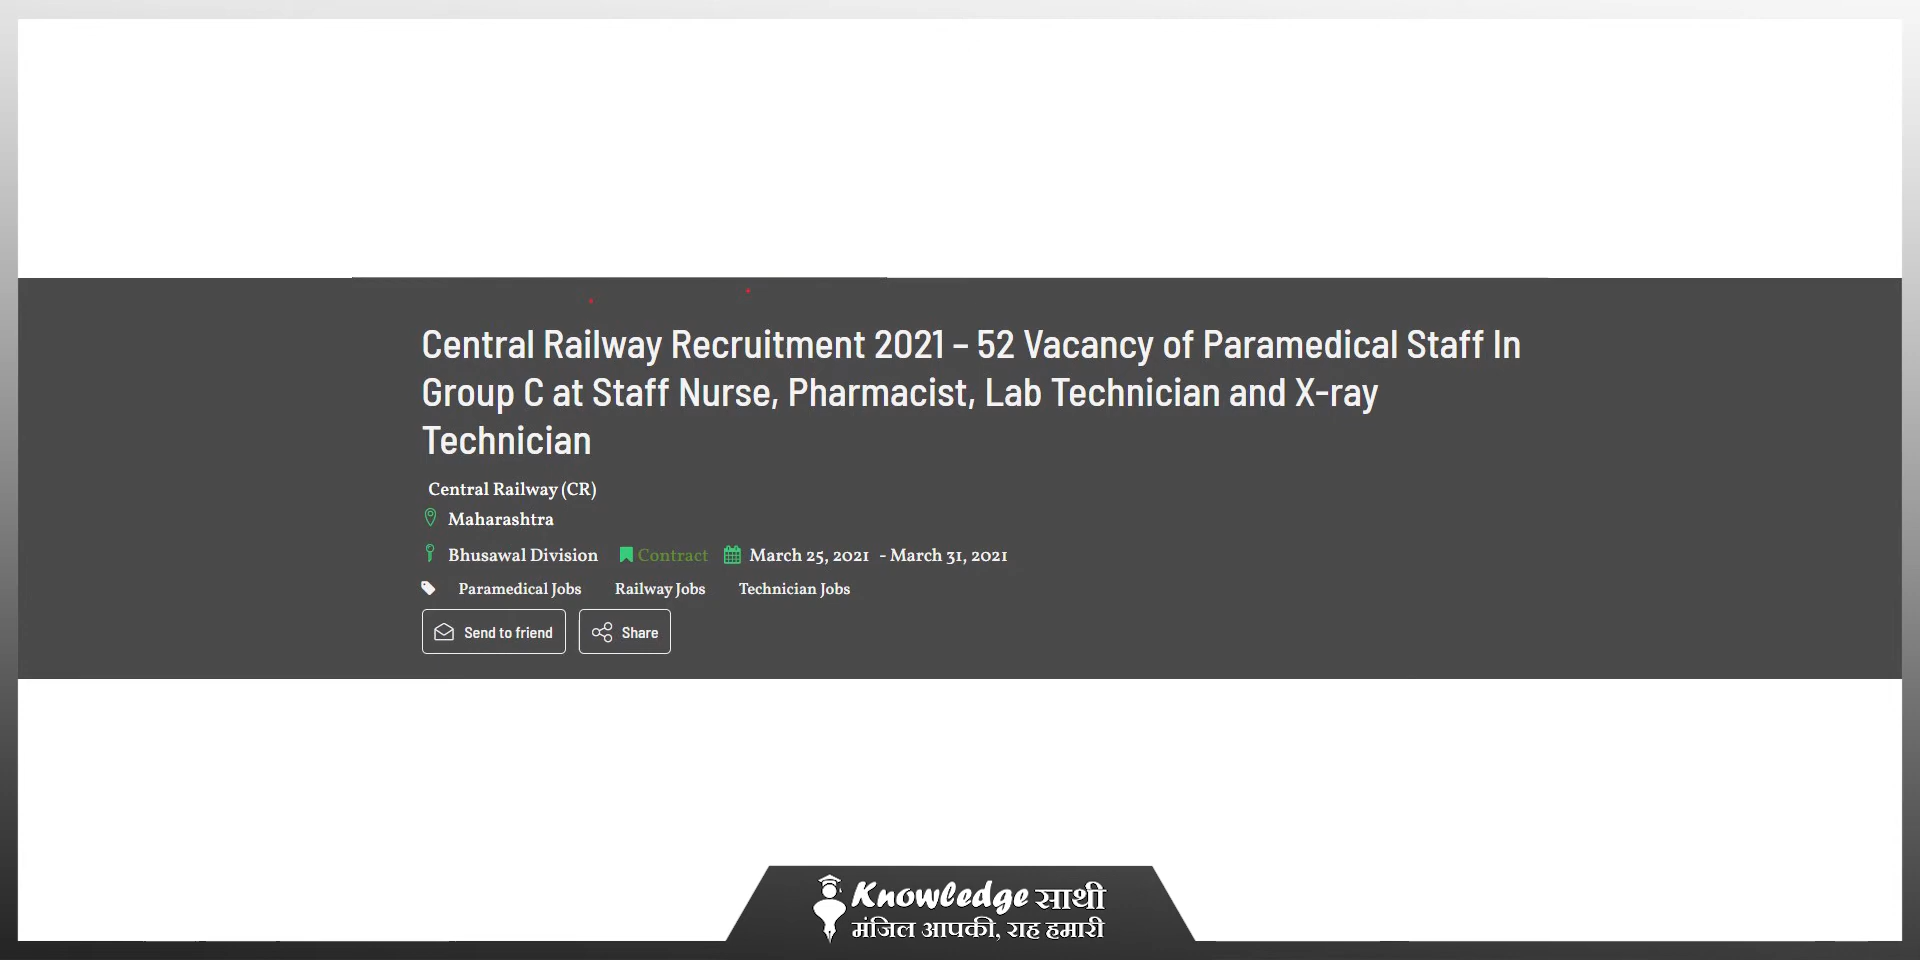 Central Railway Recruitment 2021 – 52 Vacancy of Paramedical Staff In
Group C at Staff Nurse, Pharmacist, Lab Technician and X-ray
Technician
Central Railway (CR)
Maharashtra
Bhusawal Division Contract March 25, 2021 - March 31, 2021
Paramedical Jobs Railway Jobs Technician Jobs
Send to friend Share
Knowledge साथी
मंजिल आपकी, राह हमारी